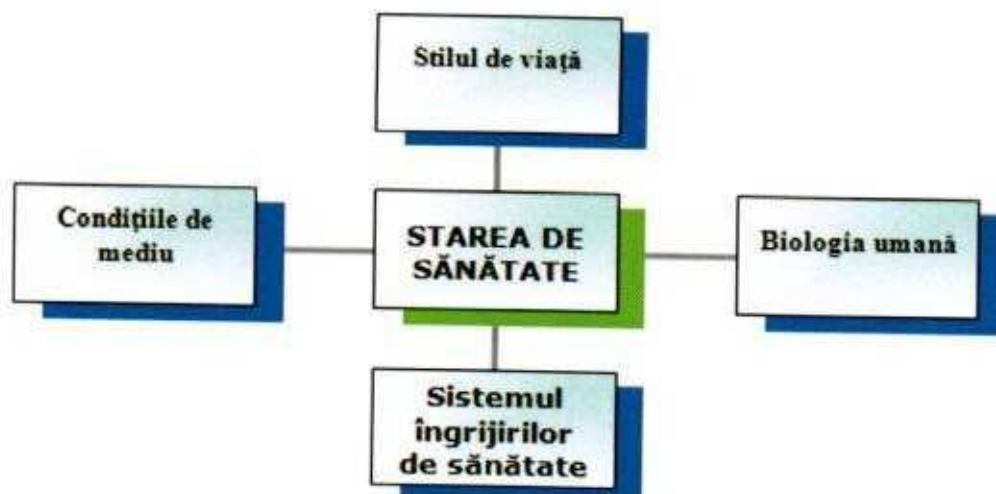 Stilul de viață
Condițiile de
mediu
STAREA DE
SĂNĂTATE
Biologia umană
Sistemul
îngrijirilor
de sănătate